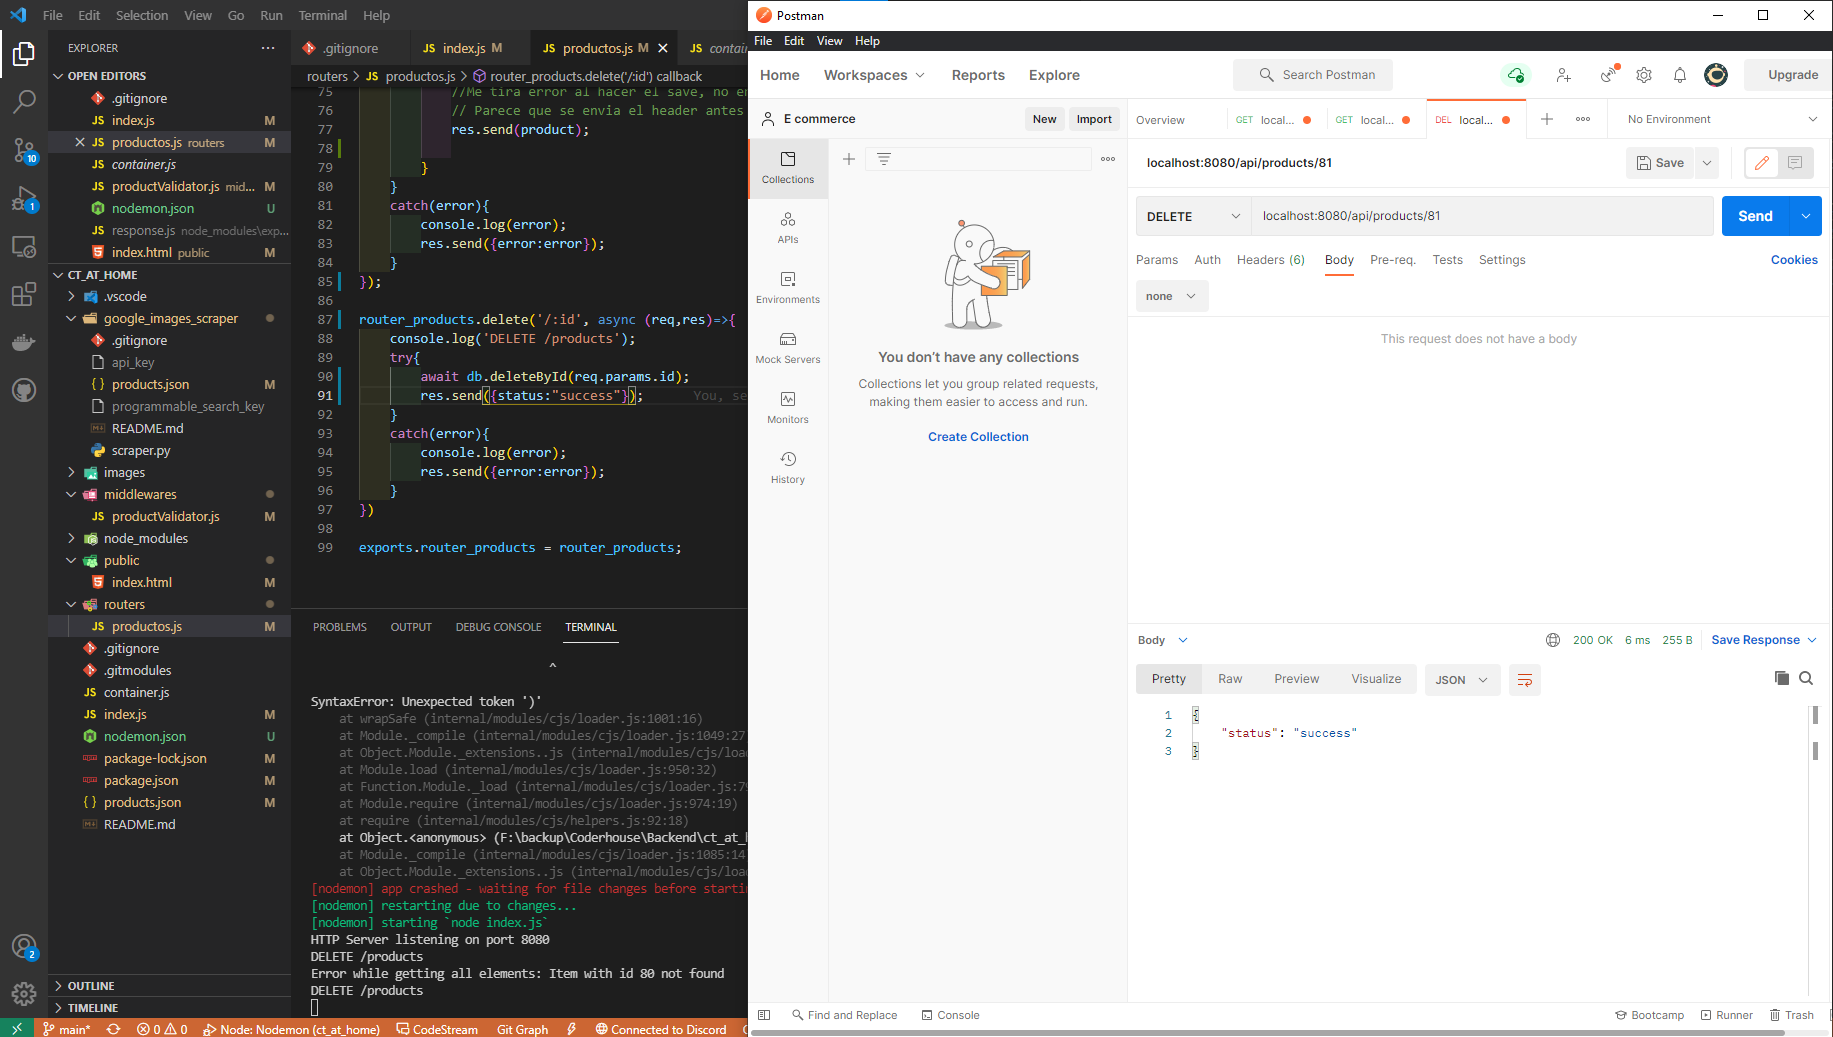 File Edit Selection View Go Run Terminal Help
EXPLORER
OPEN EDITORS
.gitignore
JS index.js M
JS productos.js routers M
JS container.js
JS productValidator.js mid... M
nodemon.json U
JS response.js node_modules\exp...
index.html public M
CT_AT_HOME
.vscode
google_images_scraper
.gitignore
api_key
{} products.json M
programmable_search_key
README.md
scraper.py
images
middlewares
JS productValidator.js M
node_modules
public
index.html M
routers
JS productos.js M
.gitignore
.gitmodules
JS container.js
JS index.js M
nodemon.json U
package-lock.json M
package.json M
{} products.json M
README.md
OUTLINE
TIMELINE
10
1
2
.gitignore
JS index.js M
JS productos.js M
JS contain
routers > JS productos.js > router_products.delete('/:id') callback
75 //Me tira error al hacer el save, no en
76 // Parece que se envia el header antes
77 res.send(product);
78
79 }
80 }
81 catch(error){
82 console.log(error);
83 res.send({error:error});
84 }
85 });
86
87 router_products.delete('/:id', async (req,res)=>{
88 console.log('DELETE /products');
89 try{
90 await db.deleteById(req.params.id);
91 res.send({status:"success"}); You, se
92 }
93 catch(error){
94 console.log(error);
95 res.send({error:error});
96 }
97 })
98
99 exports.router_products = router_products;
PROBLEMS OUTPUT DEBUG CONSOLE TERMINAL
^
SyntaxError: Unexpected token ')'
at wrapSafe (internal/modules/cjs/loader.js:1001:16)
at Module._compile (internal/modules/cjs/loader.js:1049:27
at Object.Module._extensions..js (internal/modules/cjs/loa
at Module.load (internal/modules/cjs/loader.js:950:32)
at Function.Module._load (internal/modules/cjs/loader.js:79
at Module.require (internal/modules/cjs/loader.js:974:19)
at require (internal/modules/cjs/helpers.js:92:18)
at Object.<anonymous> (F:\backup\Coderhouse\Backend\ct_at_h
at Module._compile (internal/modules/cjs/loader.js:1085:14
at Object.Module._extensions..js (internal/modules/cjs/loa
[nodemon] app crashed - waiting for file changes before startin
[nodemon] restarting due to changes...
[nodemon] starting `node index.js`
HTTP Server listening on port 8080
DELETE /products
Error while getting all elements: Item with id 80 not found
DELETE /products
main* 0 0 Node: Nodemon (ct_at_home) CodeStream Git Graph Connected to Discord
Postman
File Edit View Help
Home Workspaces Reports Explore
Search Postman
Upgrade
E commerce
New Import
Collections
APIs
Environments
Mock Servers
Monitors
History
You don't have any collections
Collections let you group related requests,
making them easier to access and run.
Create Collection
Overview GET local... GET local... DEL local... No Environment
localhost:8080/api/products/81
Save
DELETE localhost:8080/api/products/81 Send
Params Auth Headers (6) Body Pre-req. Tests Settings Cookies
none
This request does not have a body
Body 200 OK 6 ms 255 B Save Response
Pretty Raw Preview Visualize JSON
1 {
2 "status": "success"
3 }
Find and Replace Console Bootcamp Runner Trash